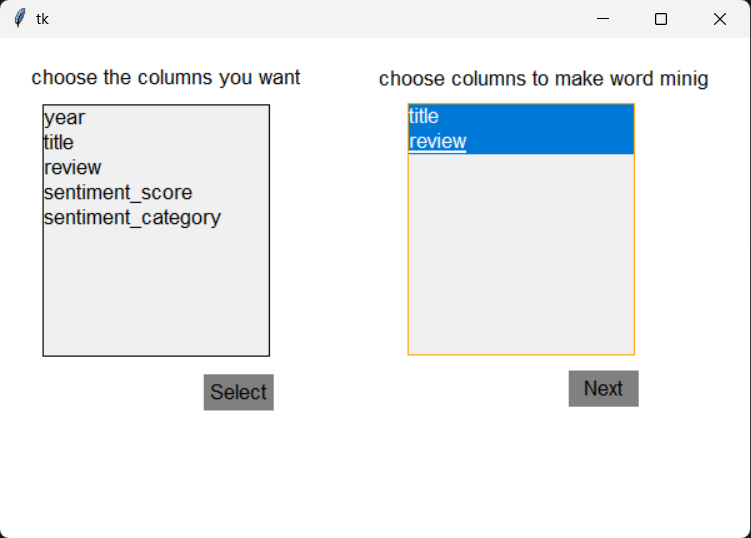 tk
choose the columns you want
year
title
review
sentiment_score
sentiment_category
Select
choose columns to make word minig
title
review
Next